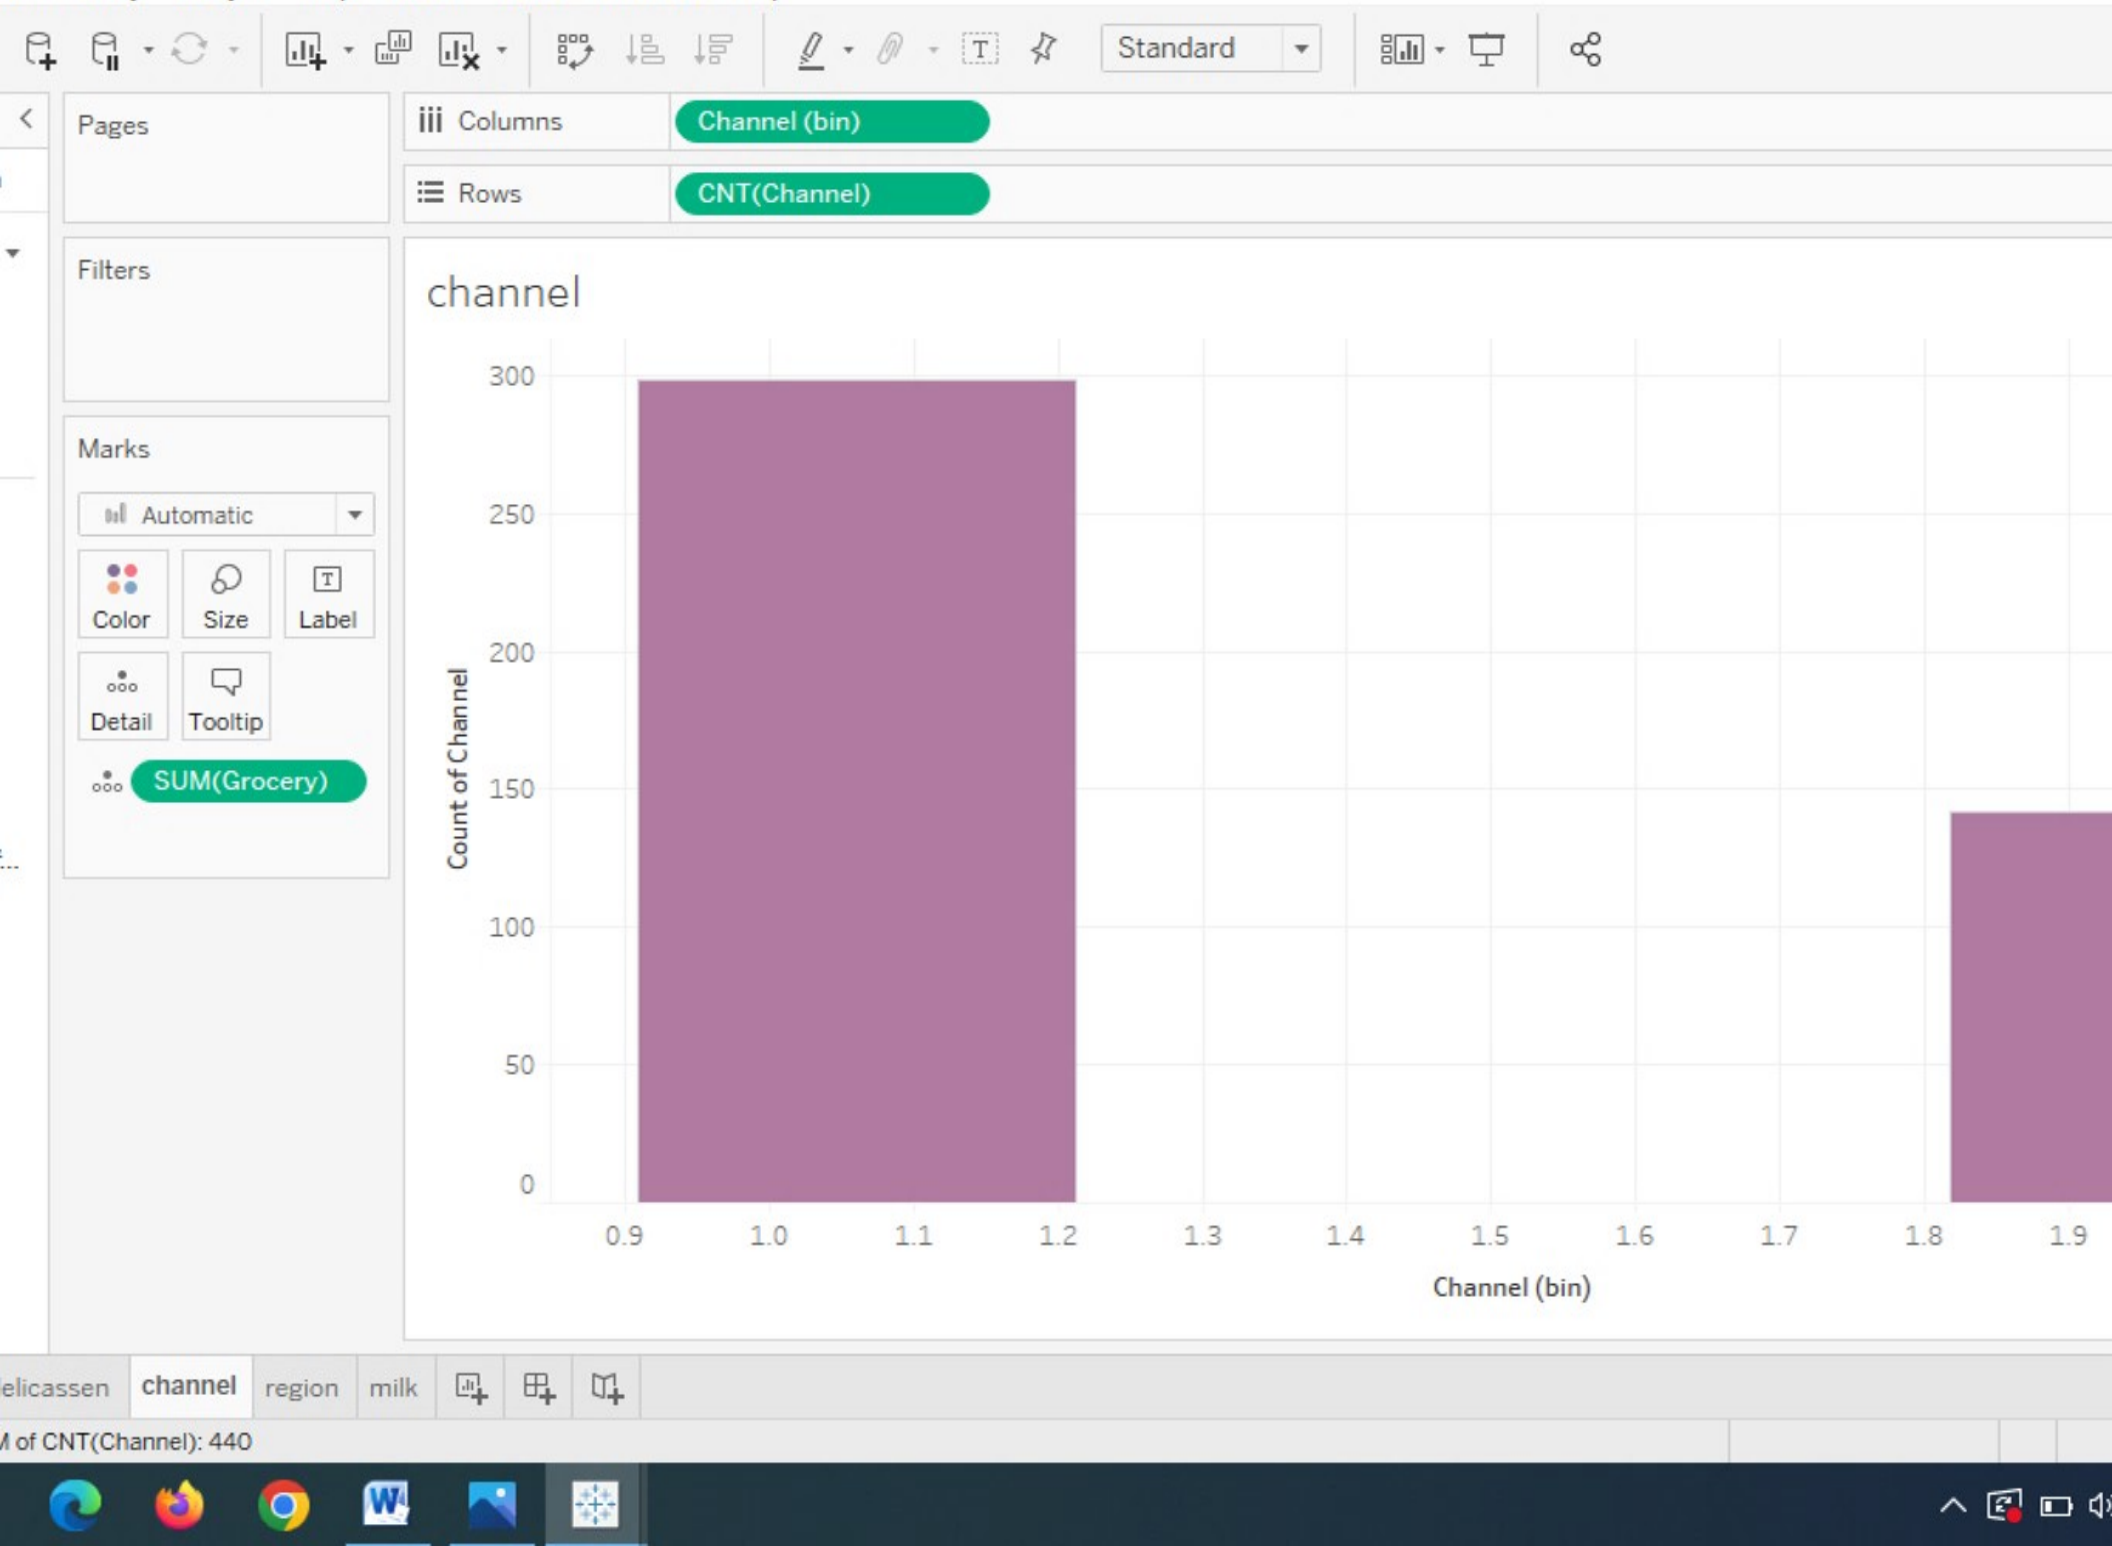 Standard
Pages
Columns
Channel (bin)
Rows
CNT(Channel)
Filters
channel
Marks
Automatic
Color
Size
Label
Detail
Tooltip
SUM(Grocery)
300
250
200
150
100
50
0
Count of Channel
0.9 1.0 1.1 1.2 1.3 1.4 1.5 1.6 1.7 1.8 1.9
Channel (bin)
elicassen channel region milk
of CNT(Channel): 440